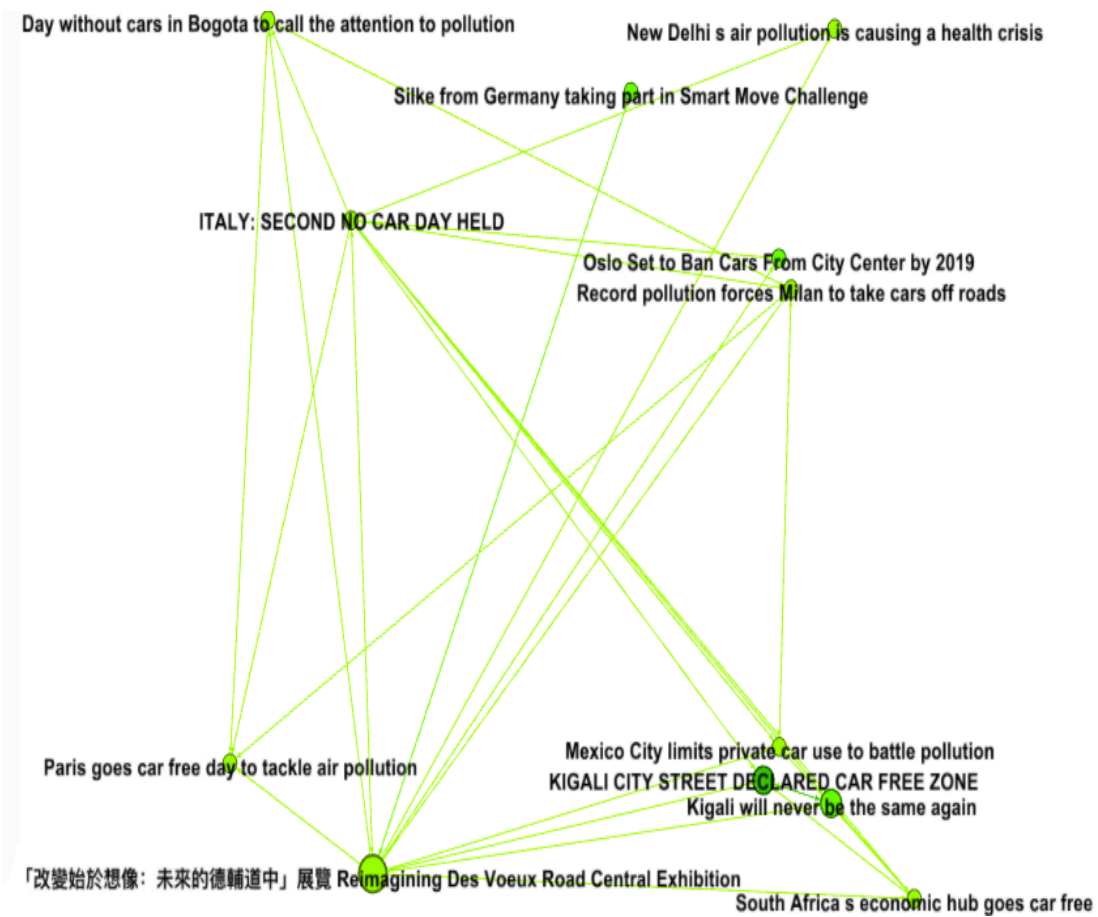 Day without cars in Bogota to call the attention to pollution
New Delhi s air pollution is causing a health crisis
Silke from Germany taking part in Smart Move Challenge
ITALY: SECOND NO CAR DAY HELD
Oslo Set to Ban Cars From City Center by 2019
Record pollution forces Milan to take cars off roads
Mexico City limits private car use to battle pollution
Paris goes car free day to tackle air pollution
KIGALI CITY STREET DECLARED CAR FREE ZONE
Kigali will never be the same again
「改變始於想像：未來的德輔道中」展覽 Reimagining Des Voeux Road Central Exhibition
South Africa s economic hub goes car free